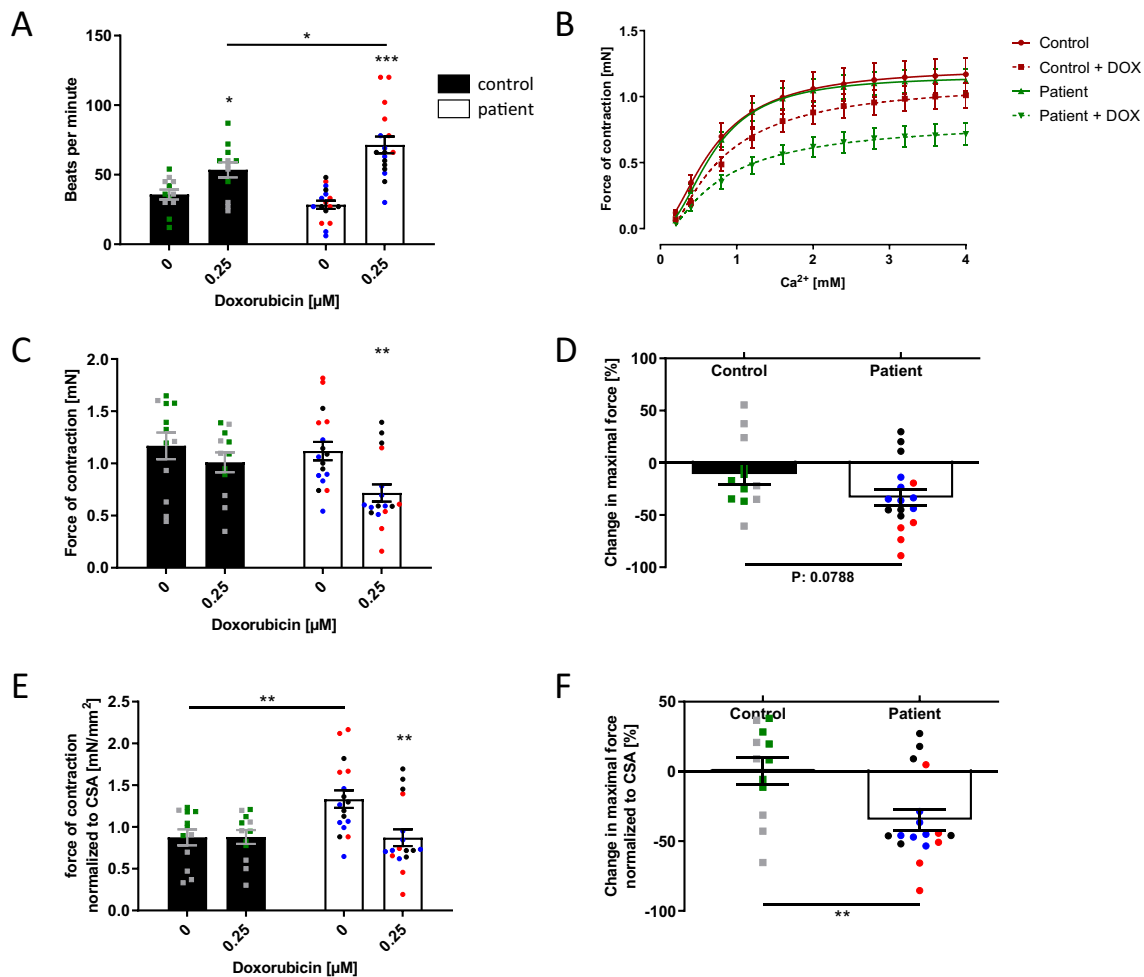 A
*
***
*
control
patient
150
100
50
0
Beats per minute
0
0.25
0
0.25
Doxorubicin [µM]
B
1.5
1.0
0.5
0.0
Force of contraction [mN]
0
1
2
3
4
Ca²⁺ [mM]
Control
Control + DOX
Patient
Patient + DOX
C
**
2.0
1.5
1.0
0.5
0.0
Force of contraction [mN]
0
0.25
0
0.25
Doxorubicin [µM]
D
100
50
0
-50
-100
Change in maximal force [%]
Control
Patient
P: 0.0788
E
**
**
2.5
2.0
1.5
1.0
0.5
0.0
force of contraction
normalized to CSA [mN/mm²]
0
0.25
0
0.25
Doxorubicin [µM]
F
50
0
-50
-100
Change in maximal force
normalized to CSA [%]
Control
Patient
**